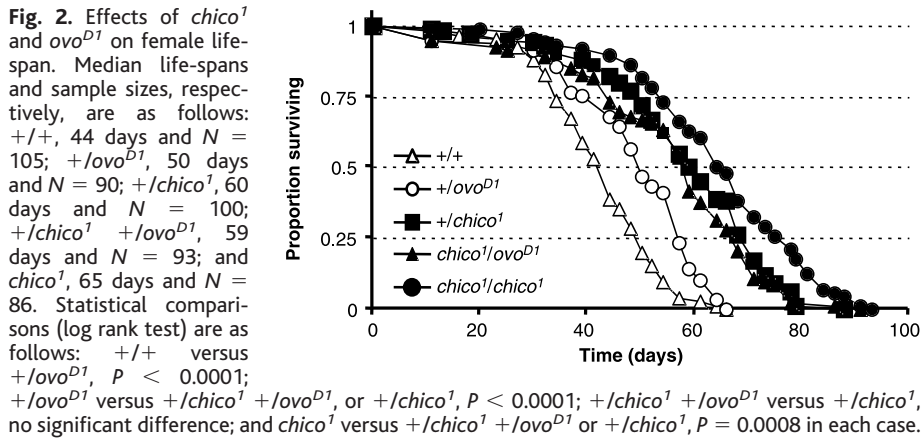 Fig. 2. Effects of chico¹
and ovoᴰ¹ on female life-
span. Median life-spans
and sample sizes, respec-
tively, are as follows:
+/+, 44 days and N =
105; +/ovoᴰ¹, 50 days
and N = 90; +/chico¹, 60
days and N = 100;
+/chico¹ +/ovoᴰ¹, 59
days and N = 93; and
chico¹, 65 days and N =
86. Statistical compari-
sons (log rank test) are as
follows: +/+ versus
+/ovoᴰ¹, P < 0.0001;
+/ovoᴰ¹ versus +/chico¹ +/ovoᴰ¹, or +/chico¹, P < 0.0001; +/chico¹ +/ovoᴰ¹ versus +/chico¹,
no significant difference; and chico¹ versus +/chico¹ +/ovoᴰ¹ or +/chico¹, P = 0.0008 in each case.
Proportion surviving
1
0.75
0.5
0.25
0
+/+
+/ovoᴰ¹
+/chico¹
chico¹/ovoᴰ¹
chico¹/chico¹
0 20 40 60 80 100
Time (days)